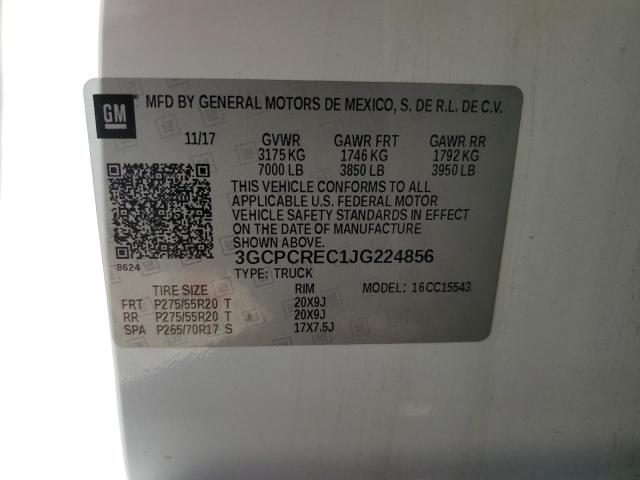 GM MFD BY GENERAL MOTORS DE MEXICO, S. DE R.L. DE C.V.
11/17 GVWR GAWR FRT GAWR RR
3175 KG 1746 KG 1792 KG
7000 LB 3850 LB 3950 LB
THIS VEHICLE CONFORMS TO ALL
APPLICABLE U.S. FEDERAL MOTOR
VEHICLE SAFETY STANDARDS IN EFFECT
ON THE DATE OF MANUFACTURE
SHOWN ABOVE.
3GCPCREC1JG224856
8624
TYPE: TRUCK
TIRE SIZE RIM MODEL: 16CC15543
FRT P275/55R20 T 20X9J
RR P275/55R20 T 20X9J
SPA P265/70R17 S 17X7.5J